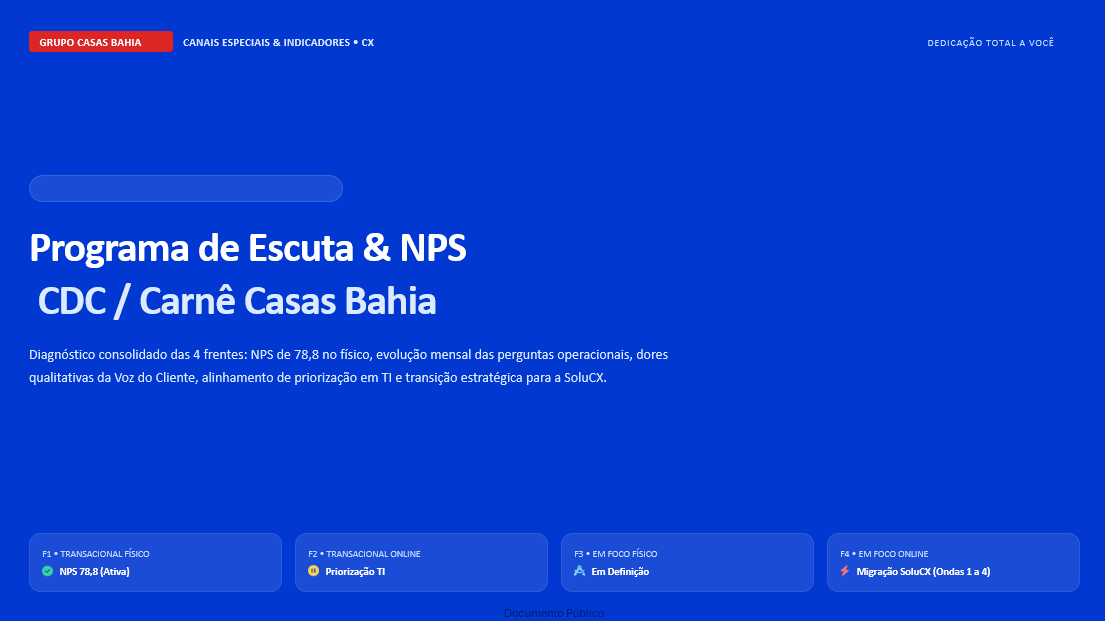 GRUPO CASAS BAHIA
CANAIS ESPECIAIS & INDICADORES • CX
DEDICAÇÃO TOTAL A VOCÊ
Programa de Escuta & NPS
CDC / Carnê Casas Bahia
Diagnóstico consolidado das 4 frentes: NPS de 78,8 no físico, evolução mensal das perguntas operacionais, dores
qualitativas da Voz do Cliente, alinhamento de priorização em TI e transição estratégica para a SoluCX.
F1 • TRANSACIONAL FÍSICO
NPS 78,8 (Ativa)
F2 • TRANSACIONAL ONLINE
Priorização TI
F3 • EM FOCO FÍSICO
Em Definição
F4 • EM FOCO ONLINE
Migração SoluCX (Ondas 1 a 4)
Documento Público